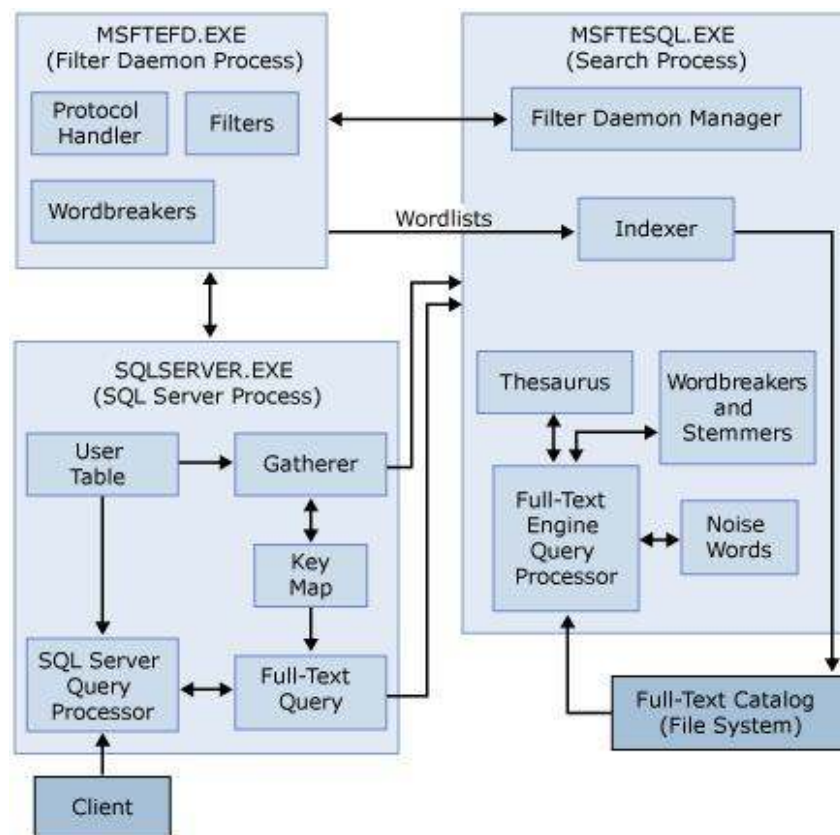 MSFTEFD.EXE
(Filter Daemon Process)
Protocol
Handler
Filters
Wordbreakers
MSFTESQL.EXE
(Search Process)
Filter Daemon Manager
Wordlists
Indexer
SQLSERVER.EXE
(SQL Server Process)
User
Table
Gatherer
Key
Map
SQL Server
Query
Processor
Full-Text
Query
Thesaurus
Wordbreakers
and
Stemmers
Full-Text
Engine
Query
Processor
Noise
Words
Full-Text Catalog
(File System)
Client